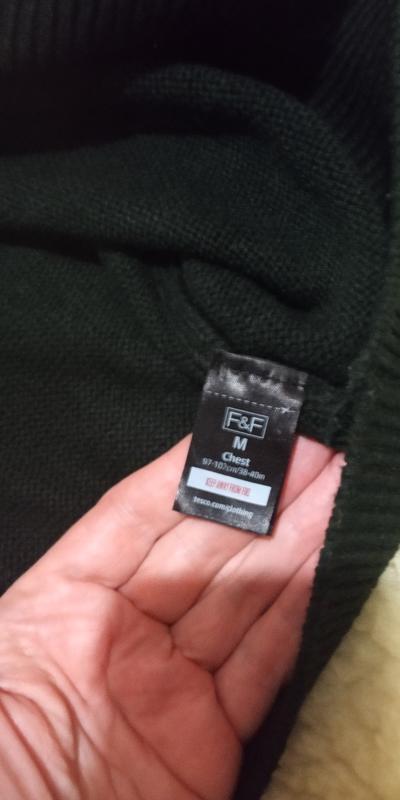 F&F
M
Chest
97-102cm/38-40in
KEEP AWAY FROM FIRE
tesco.com/clothing